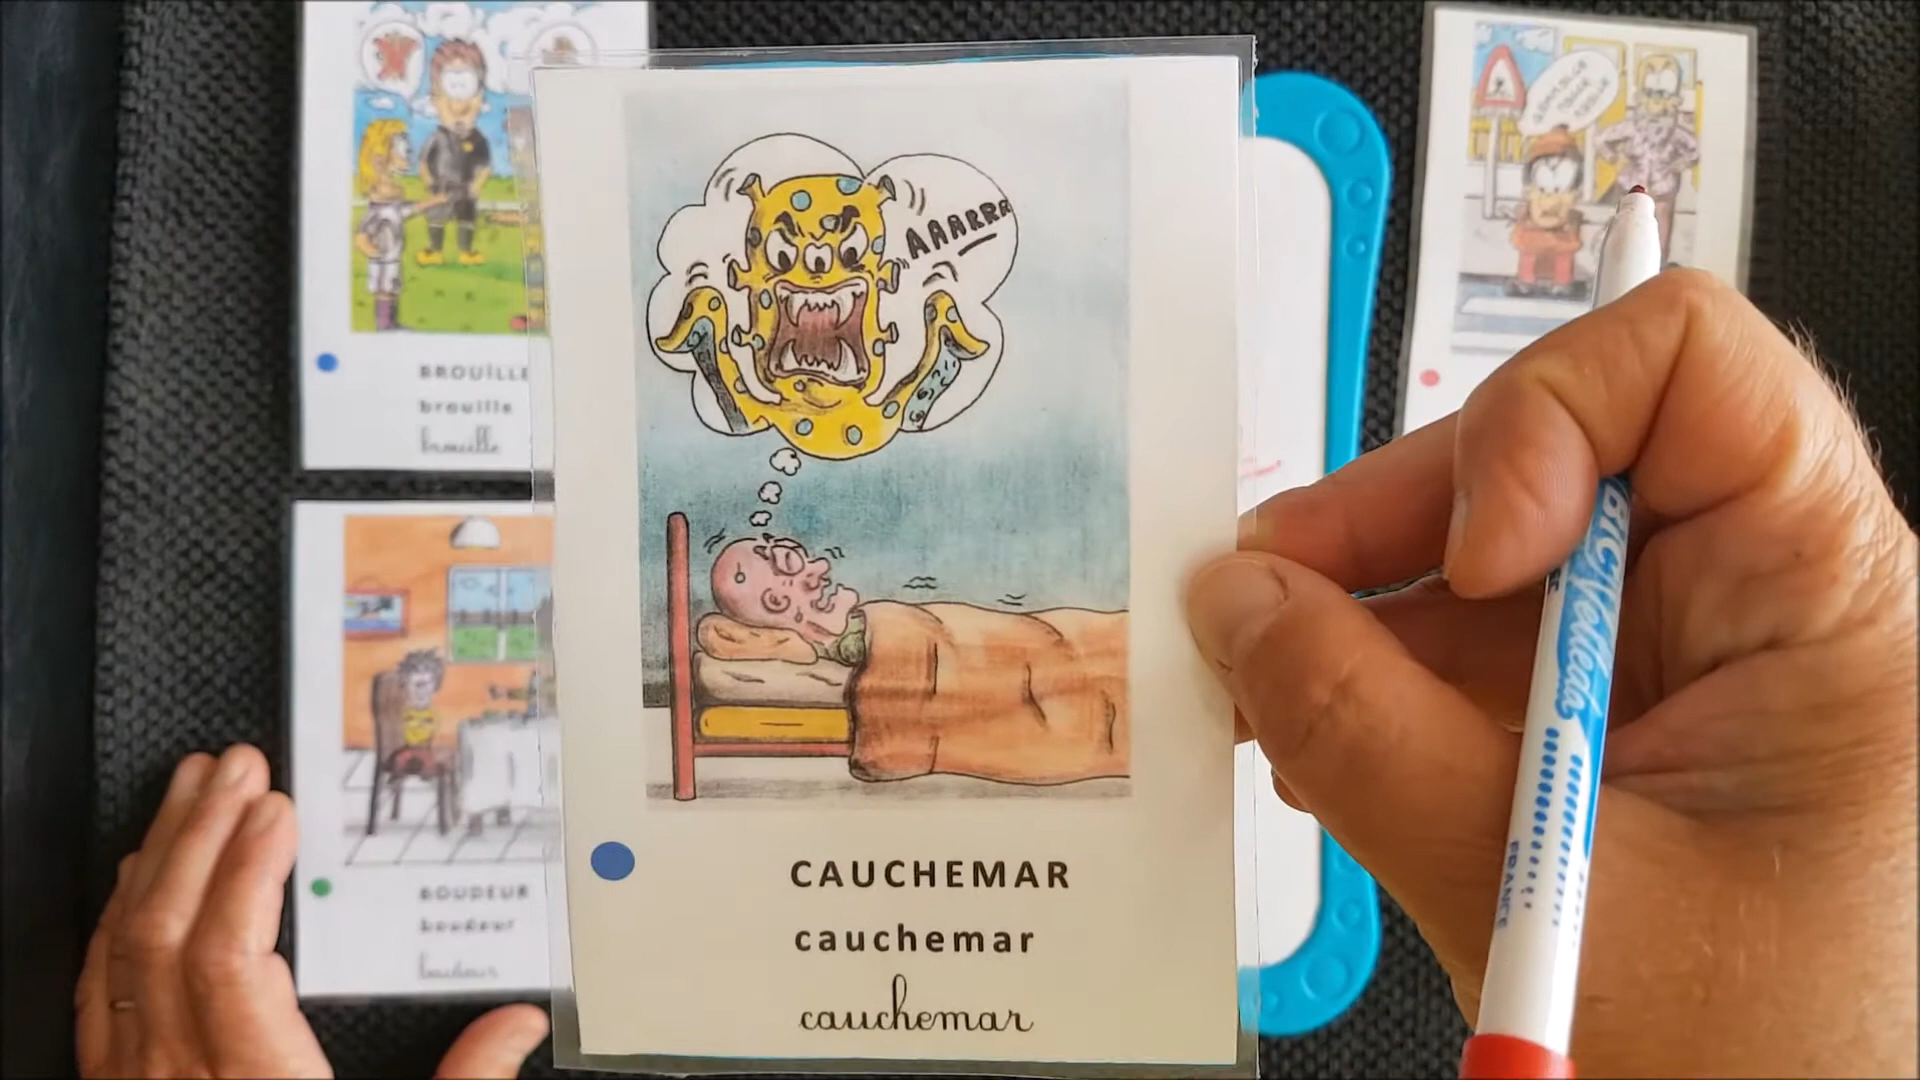 AAARRR
CAUCHEMAR
cauchemar
cauchemar
BROUILLE
brouille
brouille
BOUDEUR
boudeur
boudeur
BIC Velleda
FRANCE